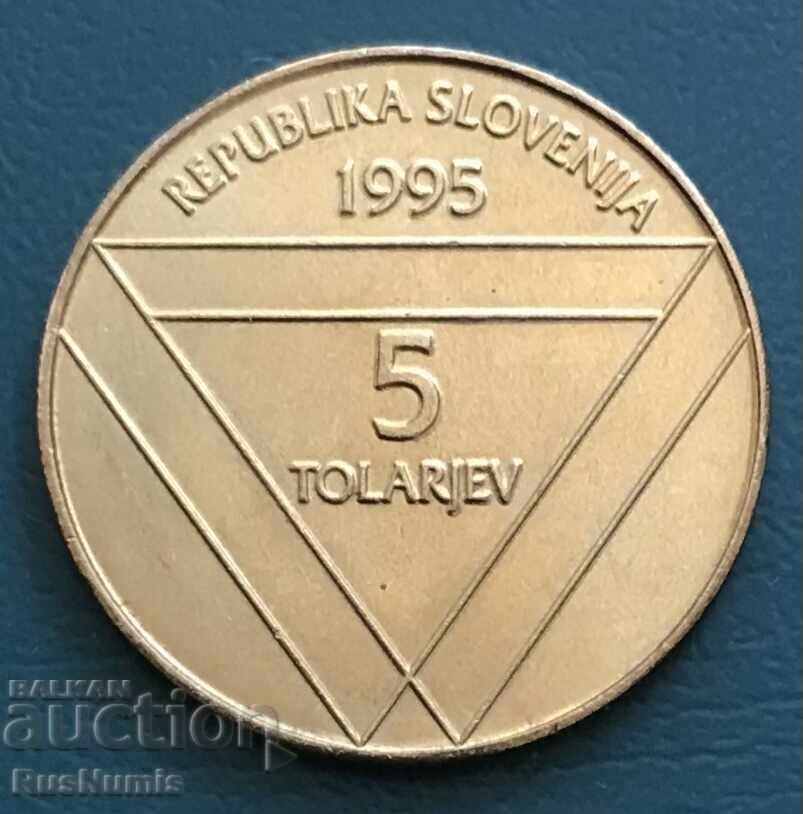 REPUBLIKA SLOVENIJA
1995
5
TOLARJEV
BALKAN
auction
RusNumis